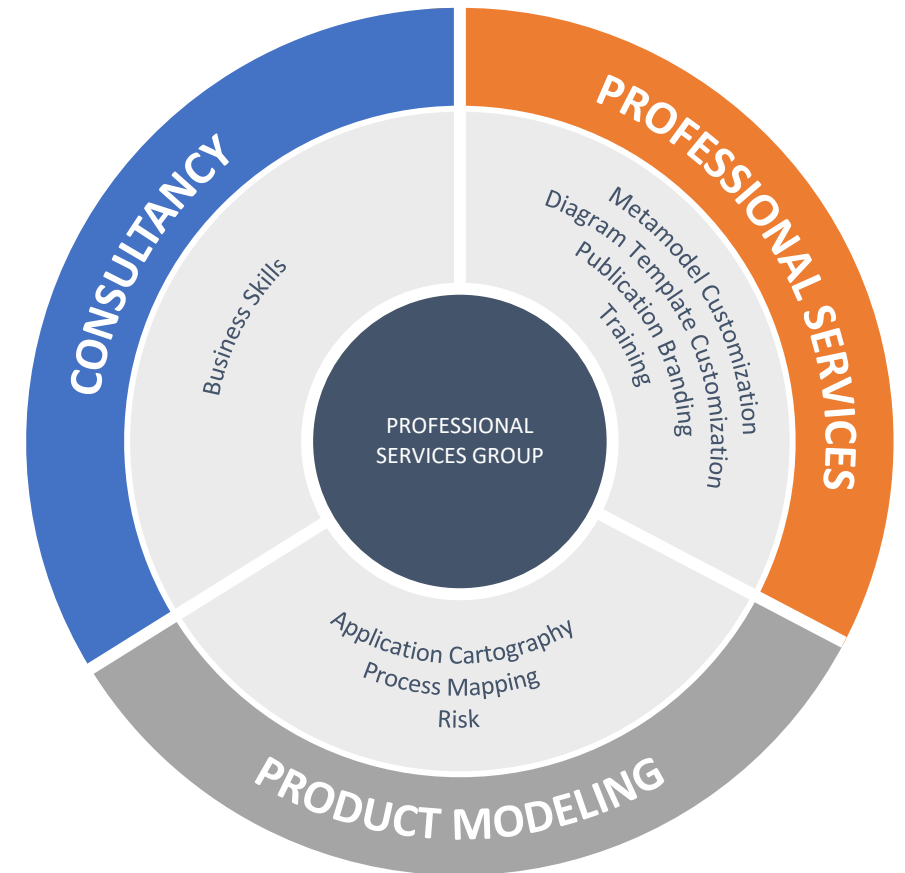 CONSULTANCY
Business Skills
PROFESSIONAL SERVICES
Metamodel Customization
Diagram Template Customization
Publication Branding
Training
PROFESSIONAL
SERVICES GROUP
Application Cartography
Process Mapping
Risk
PRODUCT MODELING